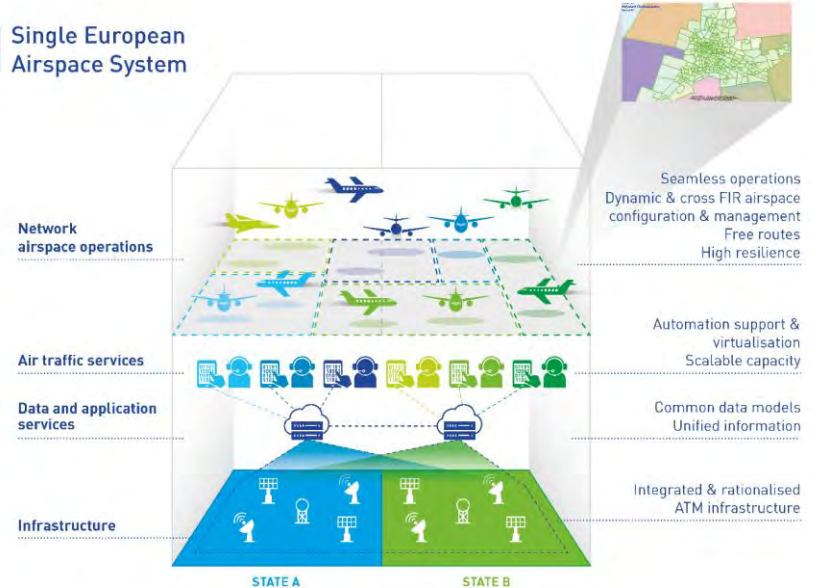 Single European
Airspace System
Network
airspace operations
Seamless operations
Dynamic & cross FIR airspace
configuration & management
Free routes
High resilience
Air traffic services
Automation support &
virtualisation
Scalable capacity
Data and application
services
Common data models
Unified information
Infrastructure
Integrated & rationalised
ATM infrastructure
STATE A
STATE B